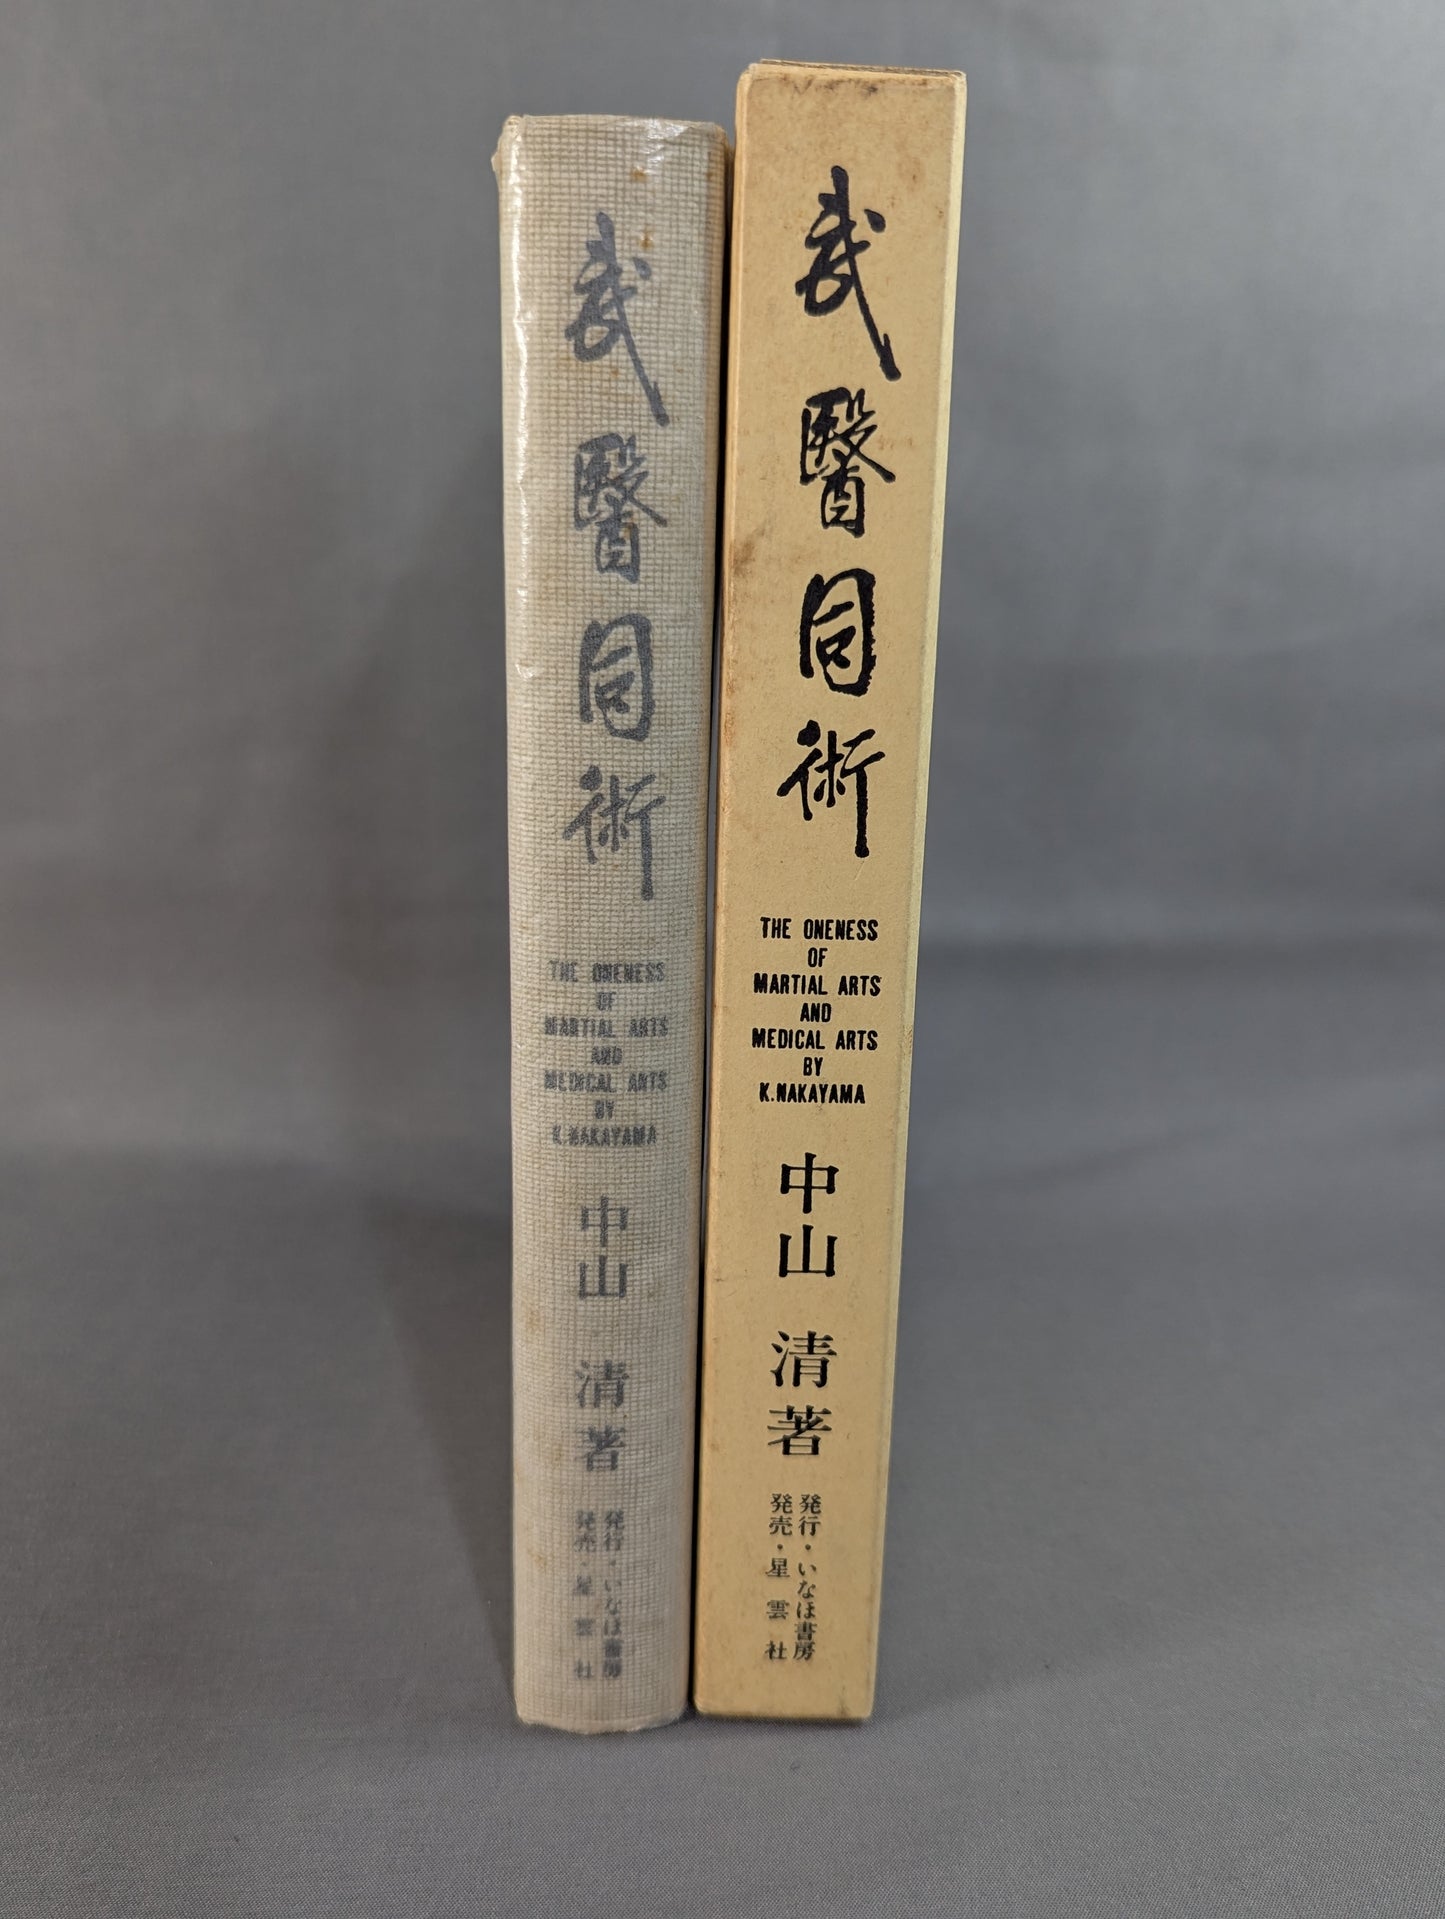 武醫同術
THE ONENESS
OF
MARTIAL ARTS
AND
MEDICAL ARTS
BY
K.NAKAYAMA
中山 清著
発行・いなほ書房
発売・星雲社
武醫同術
THE ONENESS
OF
MARTIAL ARTS
AND
MEDICAL ARTS
BY
K.NAKAYAMA
中山 清著
発行・いなほ書房
発売・星雲社